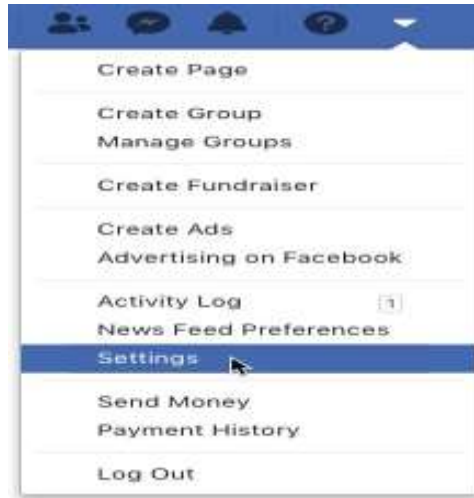 Create Page
Create Group
Manage Groups
Create Fundraiser
Create Ads
Advertising on Facebook
Activity Log 1
News Feed Preferences
Settings
Send Money
Payment History
Log Out